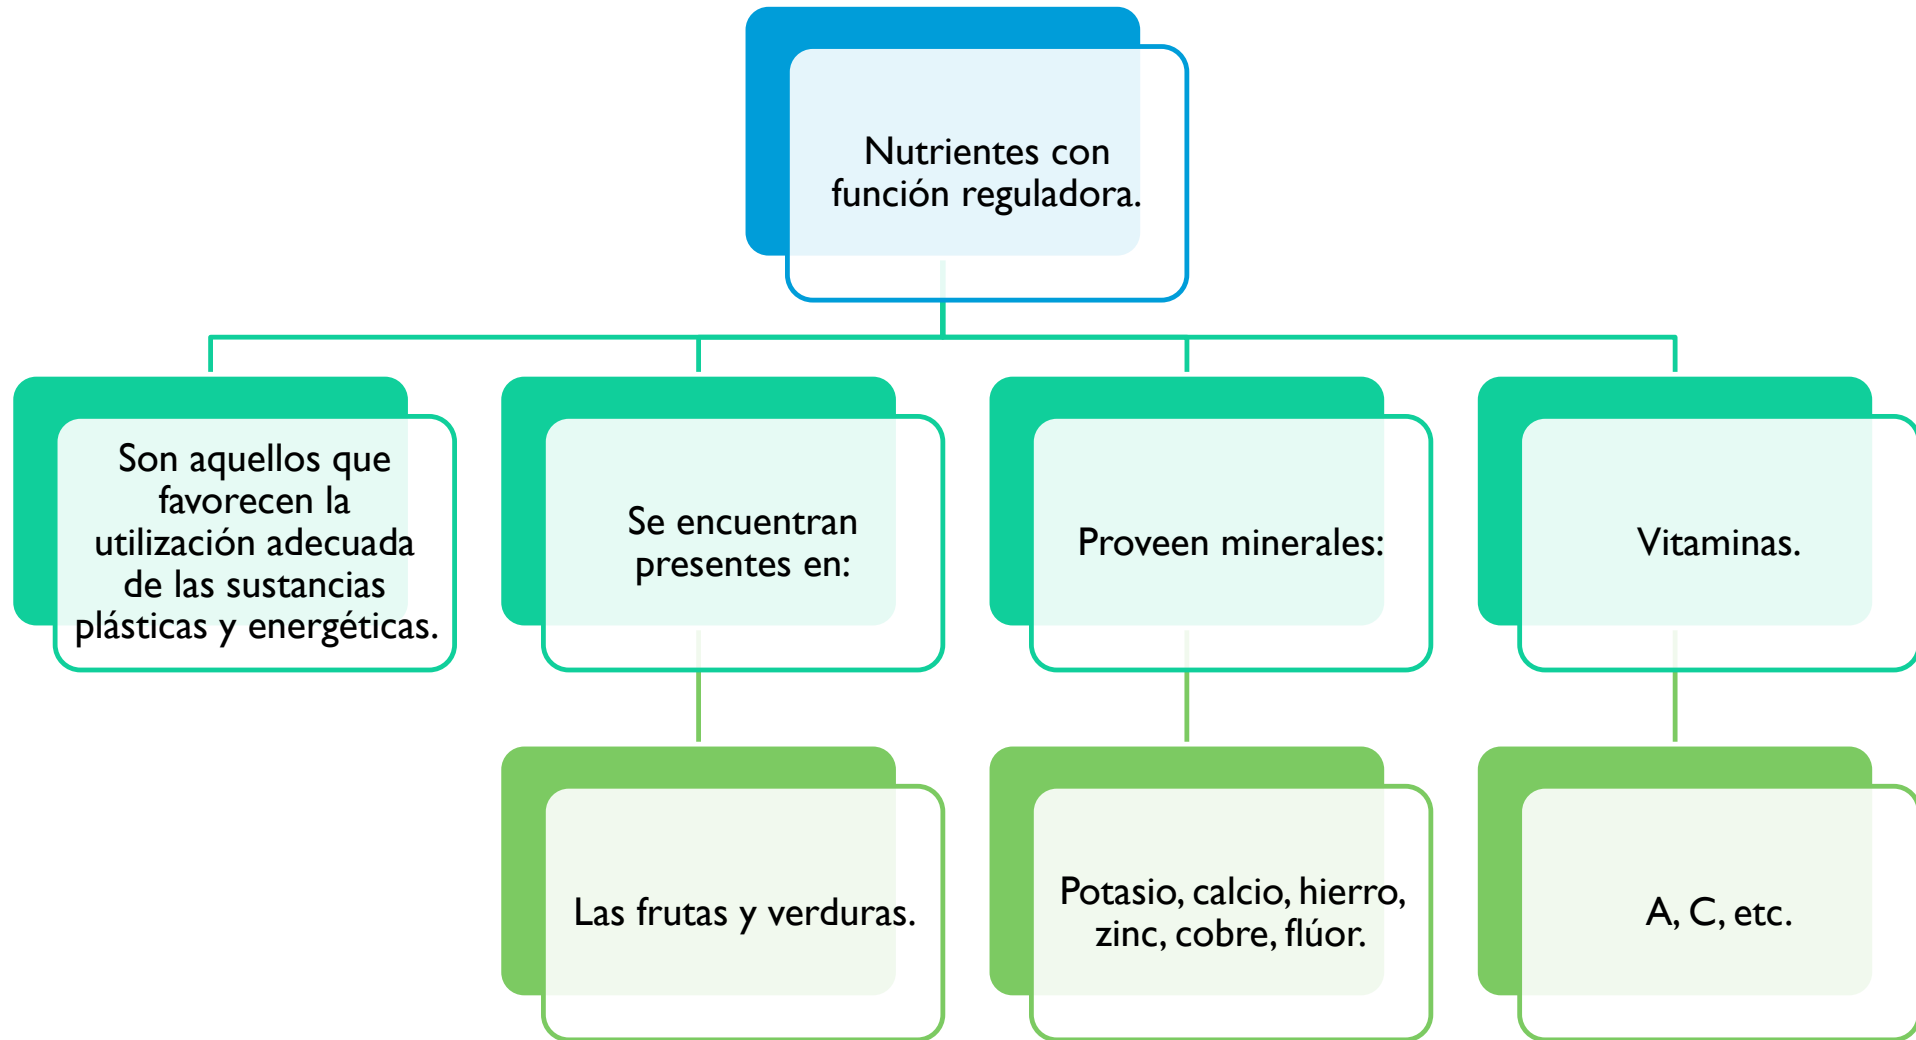 Nutrientes con
función reguladora.
Son aquellos que
favorecen la
utilización adecuada
de las sustancias
plásticas y energéticas.
Se encuentran
presentes en:
Proveen minerales:
Vitaminas.
Las frutas y verduras.
Potasio, calcio, hierro,
zinc, cobre, flúor.
A, C, etc.